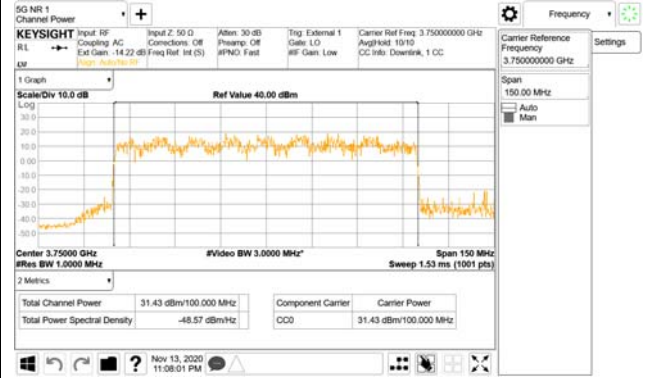 5G NR 1
Channel Power
+
Frequency
KEYSIGHT Input: RF Input Z: 50 Ω Atten: 30 dB Trig: External 1 Carrier Ref Freq: 3.750000000 GHz
RL Coupling: AC Corrections: Off Preamp: Off Gate: LO Avg|Hold: 10/10
Ext Gain: -14.22 dB Freq Ref: Int (S) #PNO: Fast #IF Gain: Low CC Info: Downlink, 1 CC
Align: Auto/No RF
Carrier Reference
Frequency
3.750000000 GHz
Settings
Span
150.00 MHz
Auto
Man
1 Graph
Scale/Div 10.0 dB Ref Value 40.00 dBm
Log
30.0
20.0
10.0
0.00
-10.0
-20.0
-30.0
-40.0
-50.0
Center 3.75000 GHz #Video BW 3.0000 MHz* Span 150 MHz
#Res BW 1.0000 MHz Sweep 1.53 ms (1001 pts)
2 Metrics
Total Channel Power 31.43 dBm/100.000 MHz Component Carrier Carrier Power
Total Power Spectral Density -48.57 dBm/Hz CC0 31.43 dBm/100.000 MHz
? Nov 13, 2020
11:08:01 PM